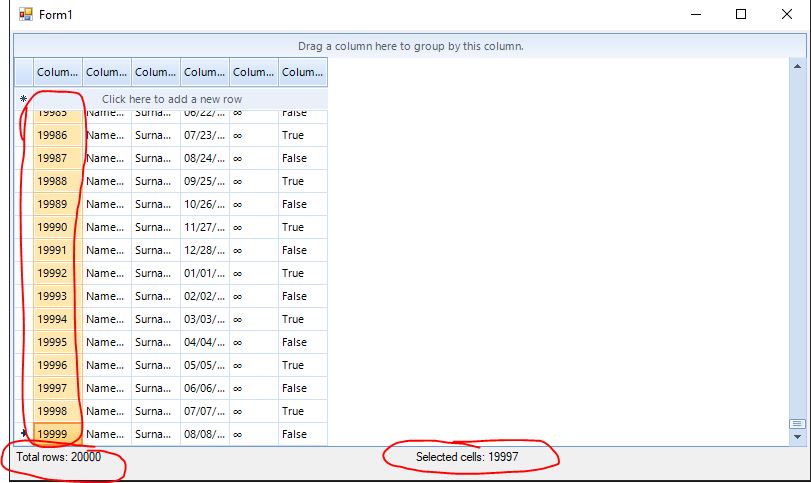 Form1
Drag a column here to group by this column.
Colum... Colum... Colum... Colum... Colum... Colum...
* Click here to add a new row
19985 Name... Surna... 06/22/... ∞ False
19986 Name... Surna... 07/23/... ∞ True
19987 Name... Surna... 08/24/... ∞ False
19988 Name... Surna... 09/25/... ∞ True
19989 Name... Surna... 10/26/... ∞ False
19990 Name... Surna... 11/27/... ∞ True
19991 Name... Surna... 12/28/... ∞ False
19992 Name... Surna... 01/01/... ∞ True
19993 Name... Surna... 02/02/... ∞ False
19994 Name... Surna... 03/03/... ∞ True
19995 Name... Surna... 04/04/... ∞ False
19996 Name... Surna... 05/05/... ∞ True
19997 Name... Surna... 06/06/... ∞ False
19998 Name... Surna... 07/07/... ∞ True
19999 Name... Surna... 08/08/... ∞ False
Total rows: 20000 Selected cells: 19997